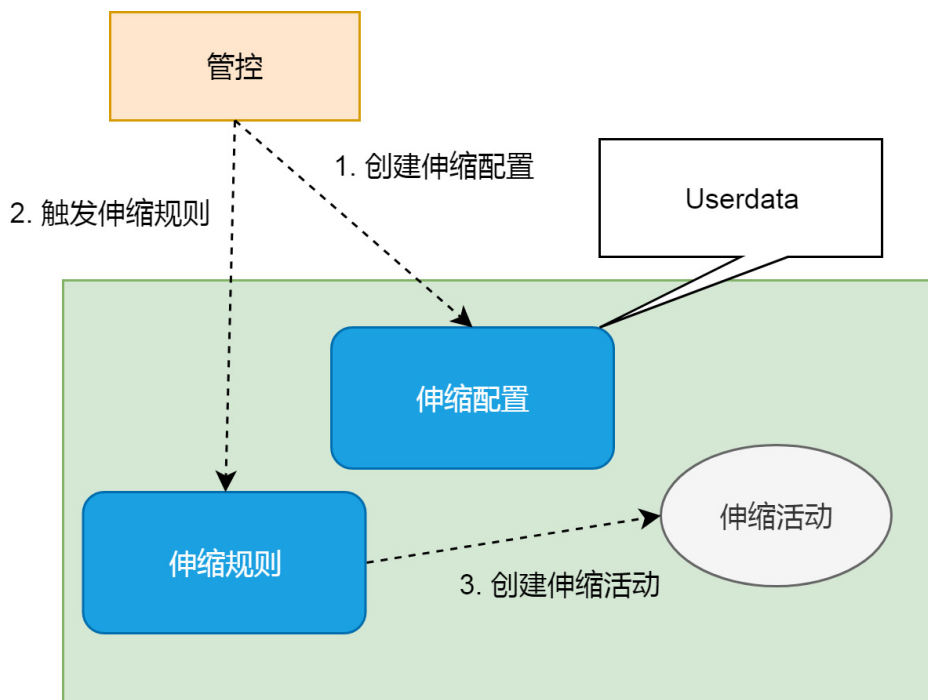 管控
1. 创建伸缩配置
Userdata
2. 触发伸缩规则
伸缩配置
伸缩活动
伸缩规则
3. 创建伸缩活动